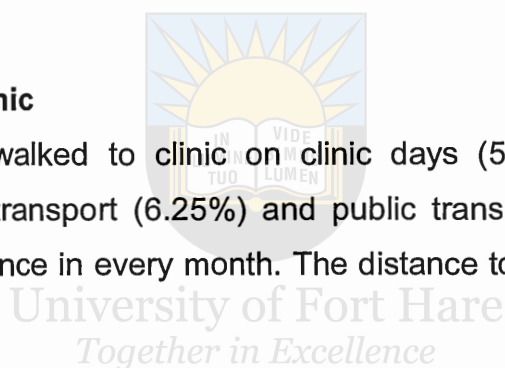 nic
IN VIDE
TUO LUMEN
walked to clinic on clinic days (5
transport (6.25%) and public trans
nce in every month. The distance to
University of Fort Hare
Together in Excellence